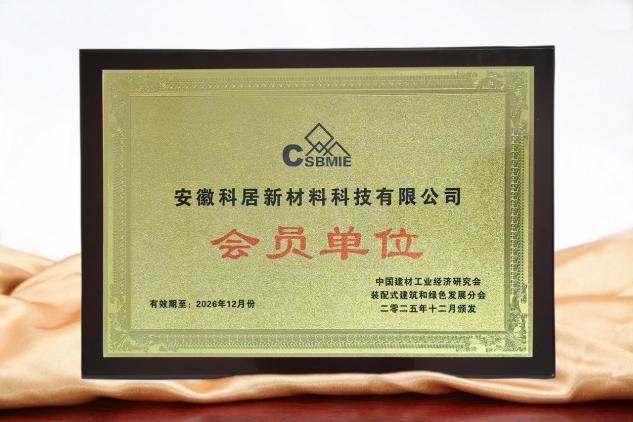 CSBMIE
安徽科居新材料科技有限公司
会员单位
中国建材工业经济研究会
装配式建筑和绿色发展分会
有效期至：2026年12月份
二零二五年十二月颁发